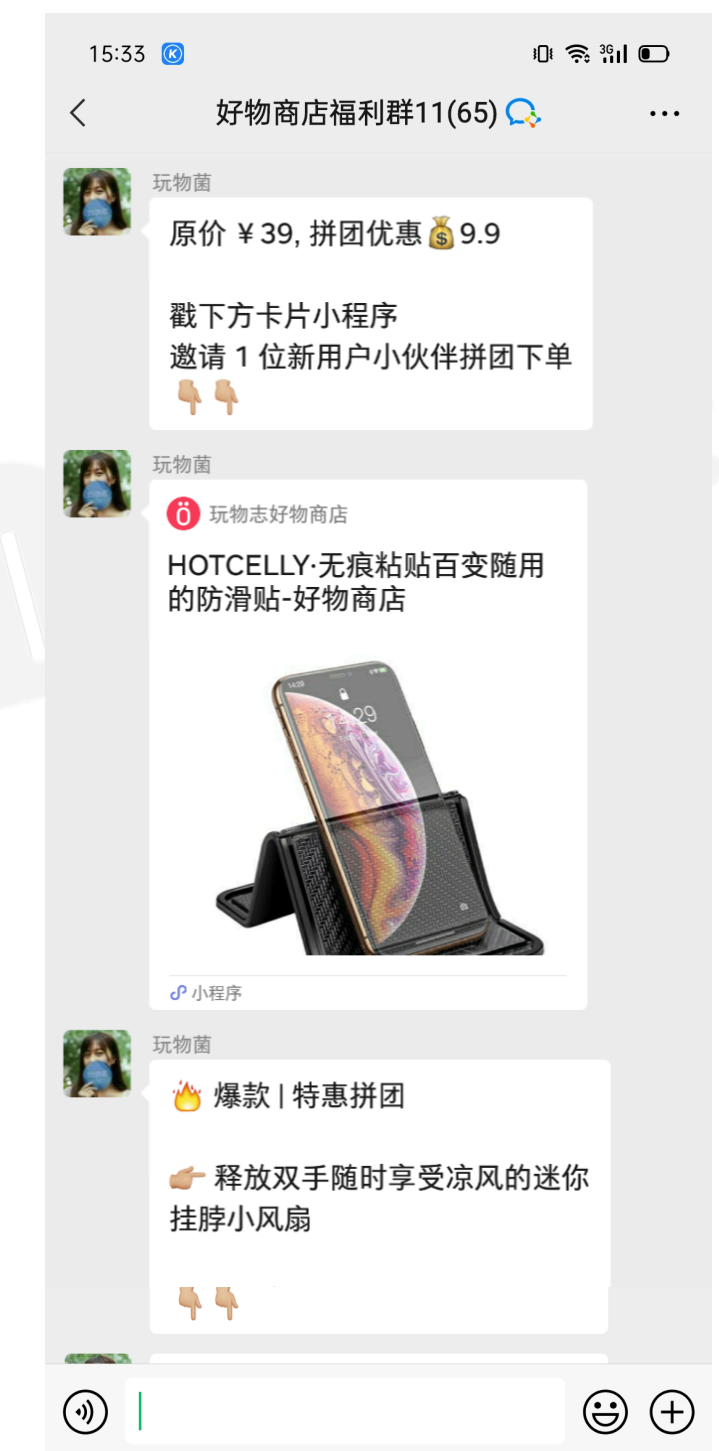 15:33
3G
好物商店福利群11(65)
玩物菌
原价 ￥39, 拼团优惠💰9.9
戳下方卡片小程序
邀请 1 位新用户小伙伴拼团下单
👇🏼👇🏼
玩物菌
玩物志好物商店
HOTCELLY·无痕粘贴百变随用
的防滑贴-好物商店
小程序
玩物菌
🔥 爆款 | 特惠拼团
👉🏼 释放双手随时享受凉风的迷你
挂脖小风扇
👇🏼👇🏼